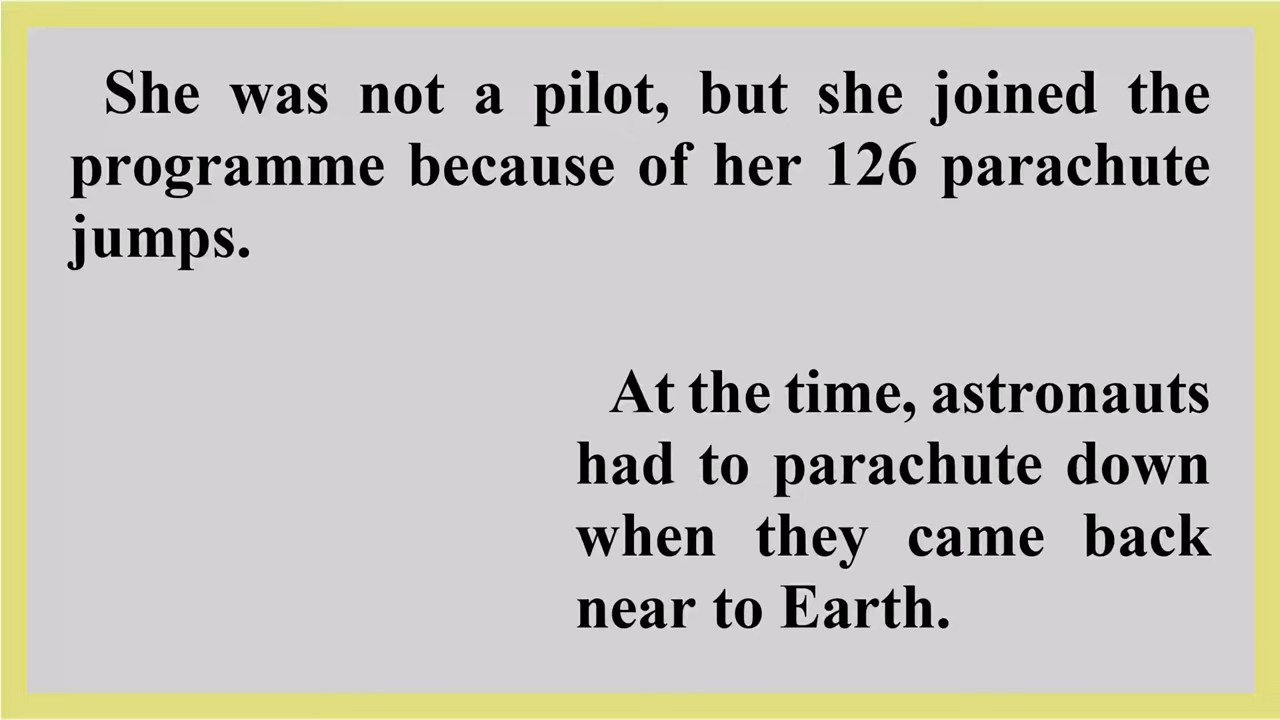 She was not a pilot, but she joined the
programme because of her 126 parachute
jumps.
At the time, astronauts
had to parachute down
when they came back
near to Earth.